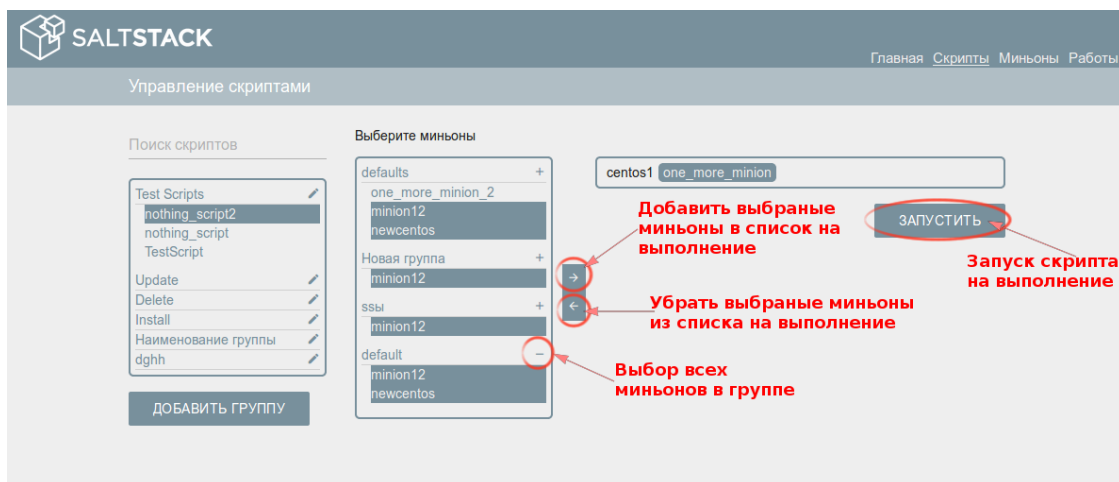 SALTSTACK
Главная Скрипты Миньоны Работы
Управление скриптами
Поиск скриптов
Test Scripts
nothing_script2
nothing_script
TestScript
Update
Delete
Install
Наименование группы
dghh
ДОБАВИТЬ ГРУППУ
Выберите миньоны
defaults +
one_more_minion_2
minion12
newcentos
Новая группа +
minion12
ssы +
minion12
default −
minion12
newcentos
→
←
centos1 one_more_minion
ЗАПУСТИТЬ
Добавить выбраные
миньоны в список на
выполнение
Запуск скрипта
на выполнение
Убрать выбраные миньоны
из списка на выполнение
Выбор всех
миньонов в группе